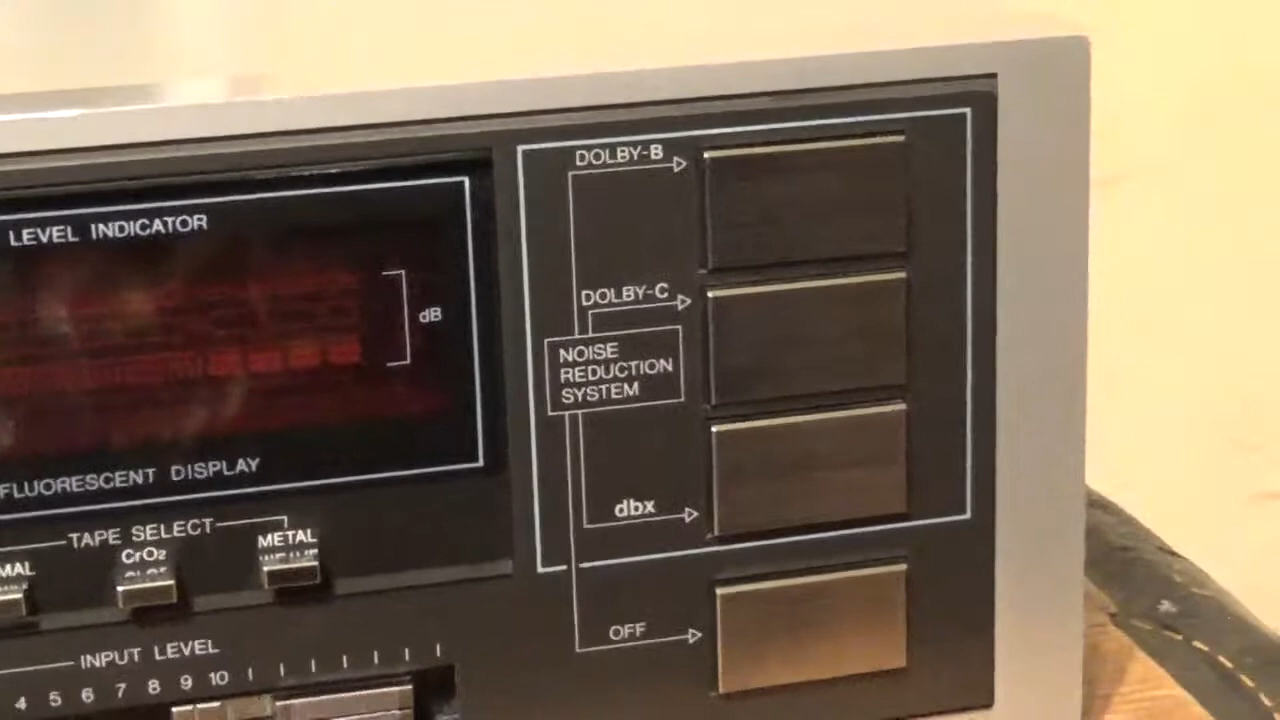 LEVEL INDICATOR
dB
FLUORESCENT DISPLAY
TAPE SELECT
MAL
CrO2
METAL
INPUT LEVEL
4 5 6 7 8 9 10
DOLBY-B
DOLBY-C
NOISE
REDUCTION
SYSTEM
dbx
OFF